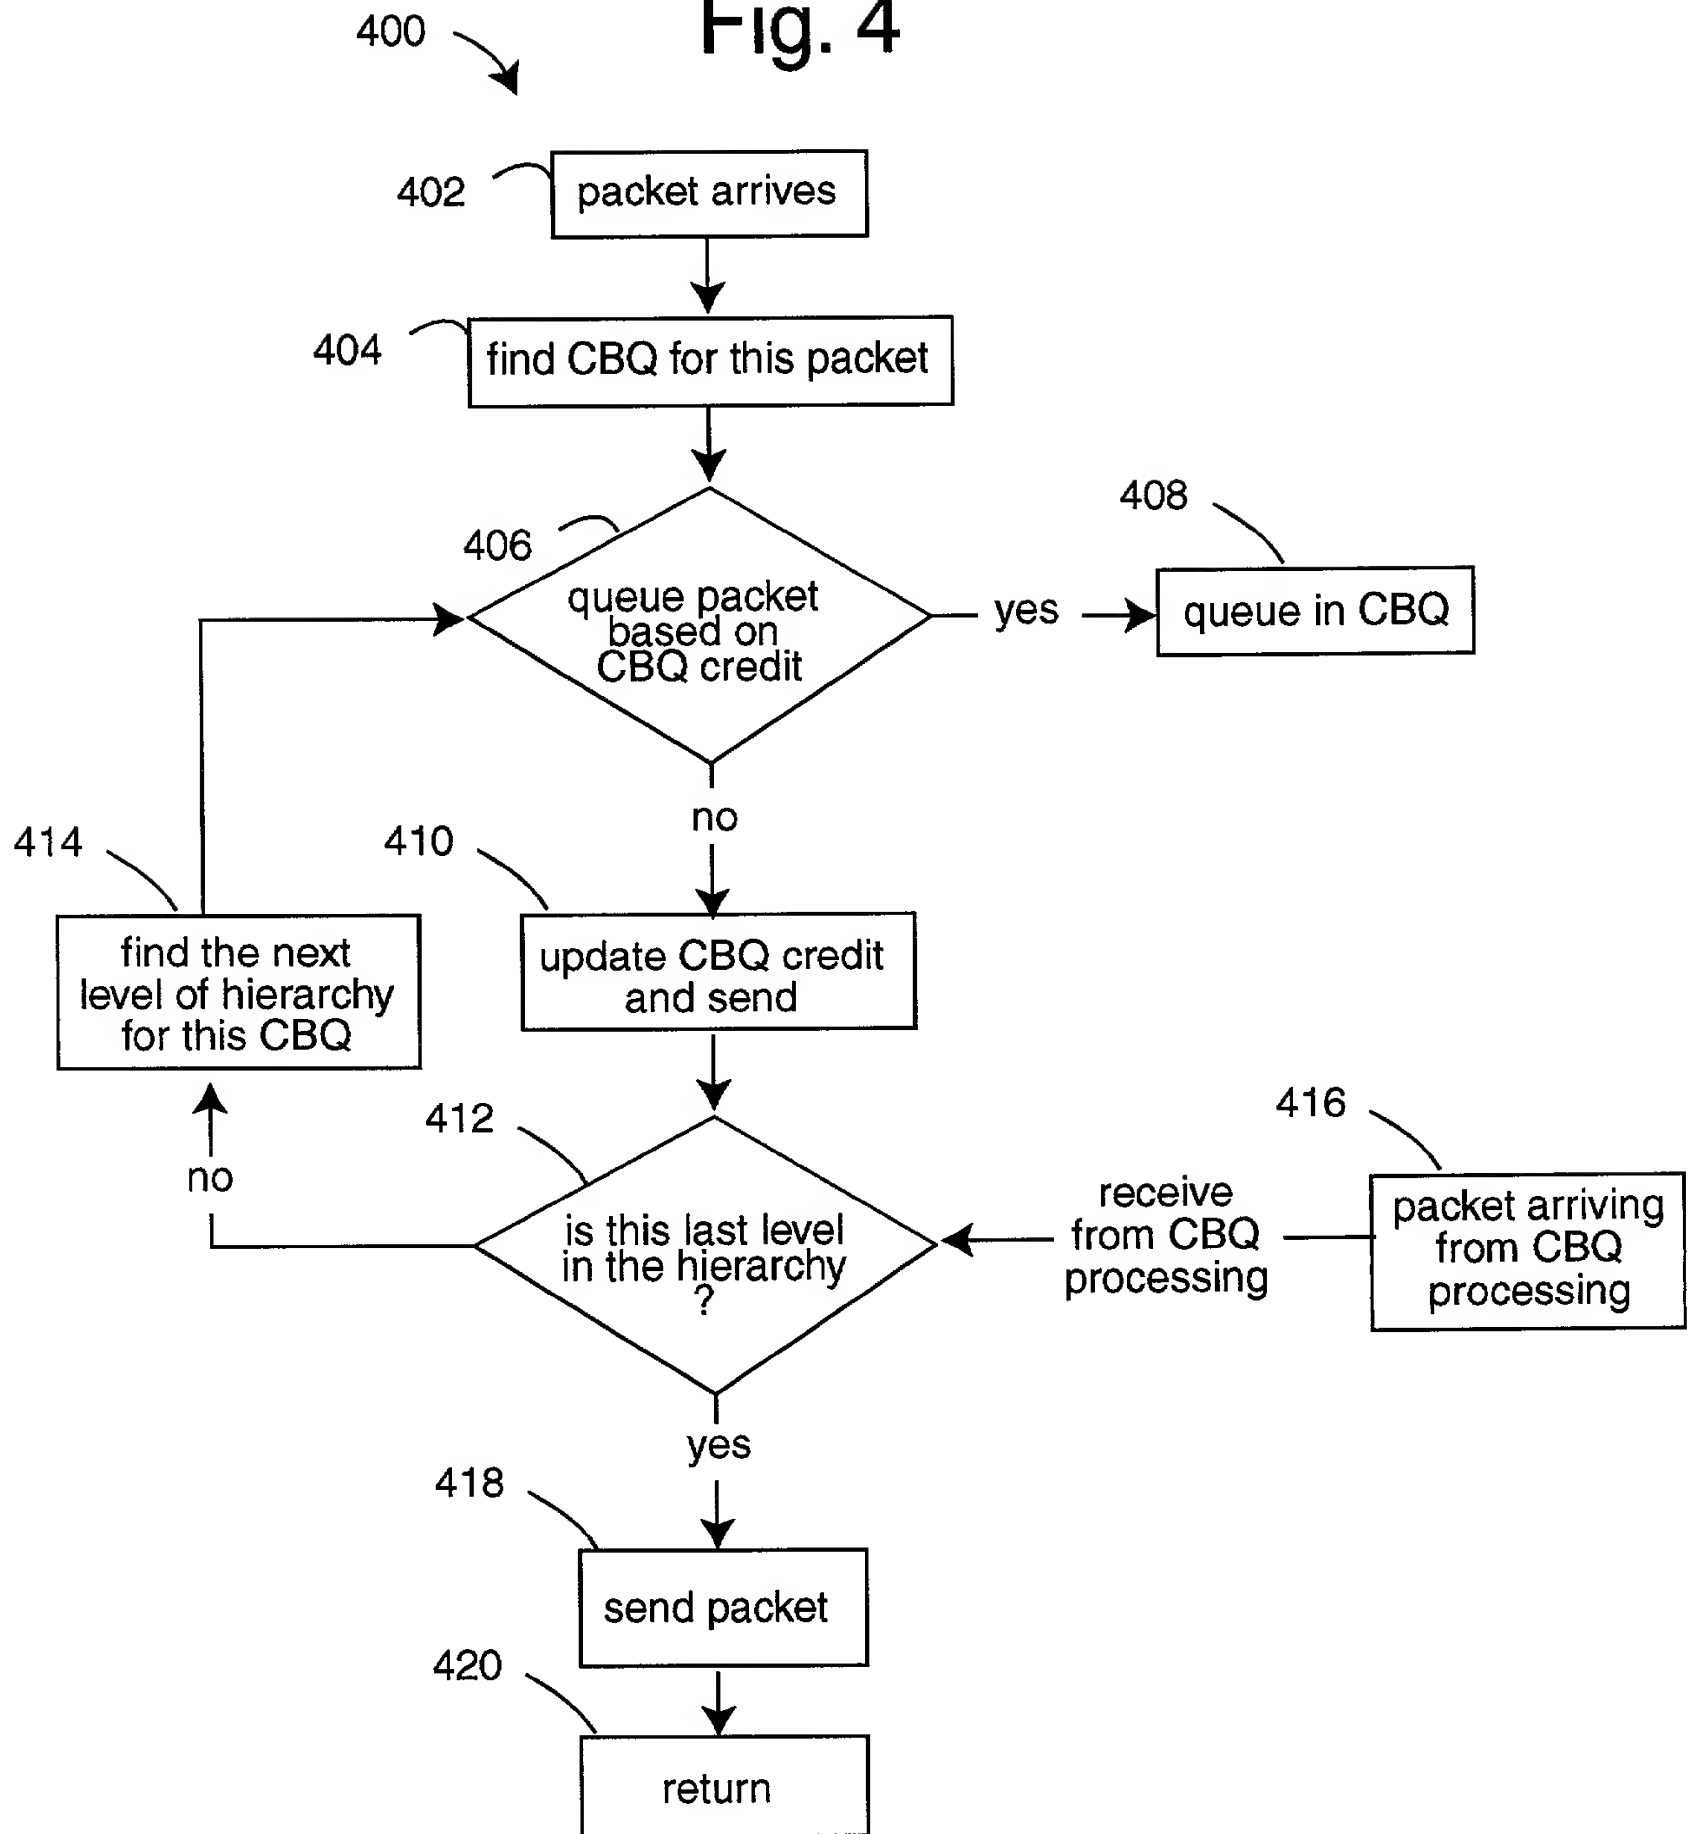 Fig. 4
400
402
packet arrives
404
find CBQ for this packet
406
queue packet
based on
CBQ credit
yes
408
queue in CBQ
no
414
find the next
level of hierarchy
for this CBQ
410
update CBQ credit
and send
412
is this last level
in the hierarchy
?
no
receive
from CBQ
processing
416
packet arriving
from CBQ
processing
yes
418
send packet
420
return